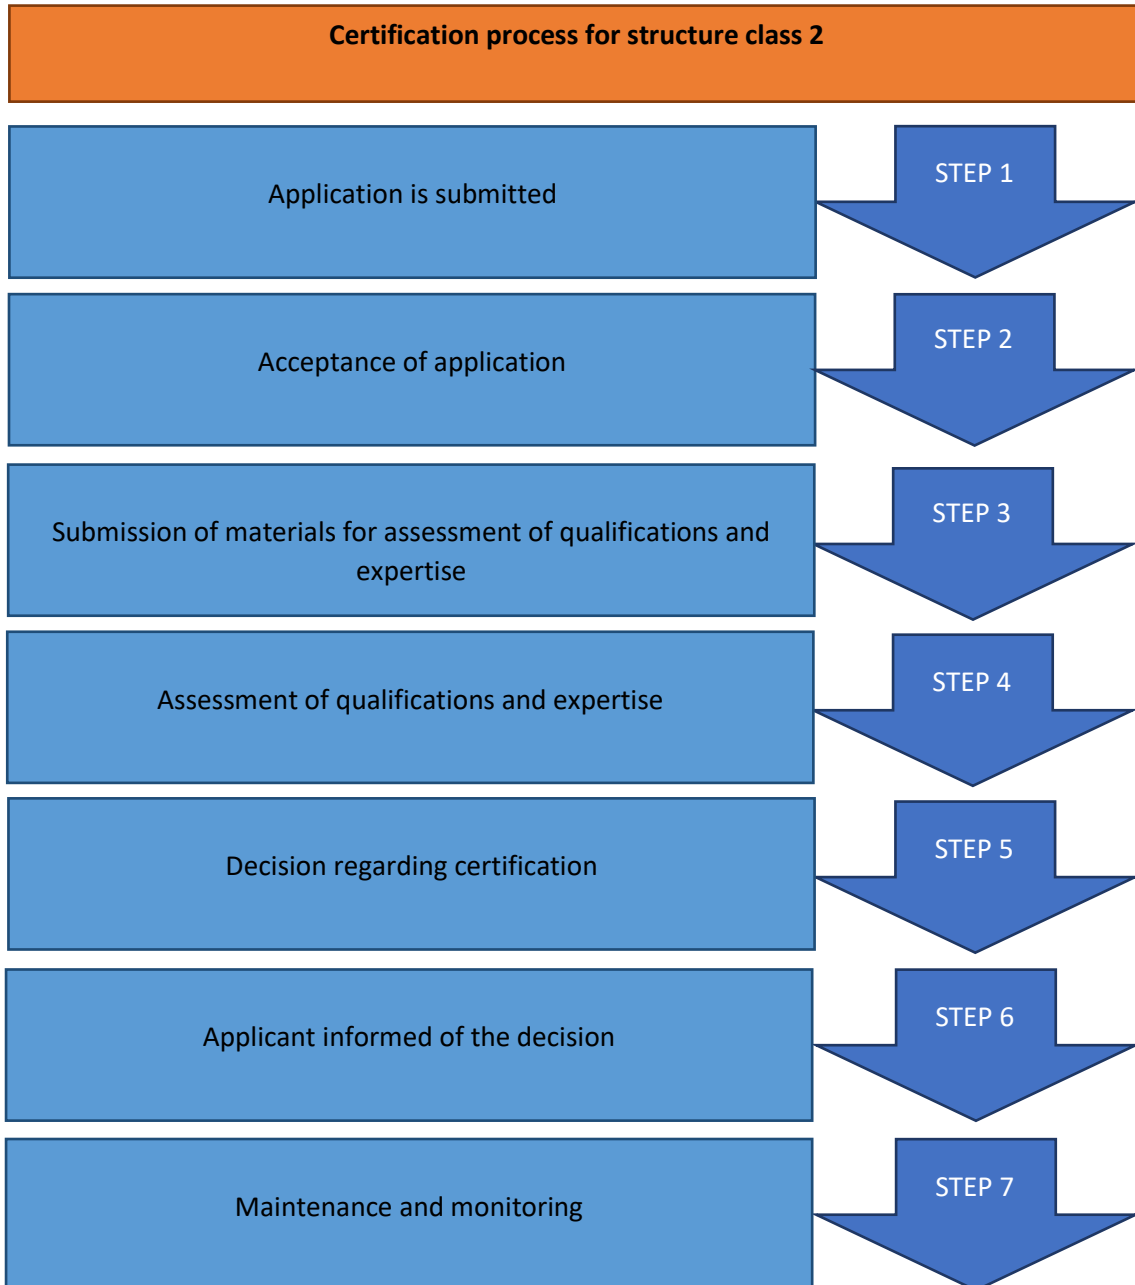 Certification process for structure class 2
Application is submitted
STEP 1
Acceptance of application
STEP 2
Submission of materials for assessment of qualifications and
expertise
STEP 3
Assessment of qualifications and expertise
STEP 4
Decision regarding certification
STEP 5
Applicant informed of the decision
STEP 6
Maintenance and monitoring
STEP 7